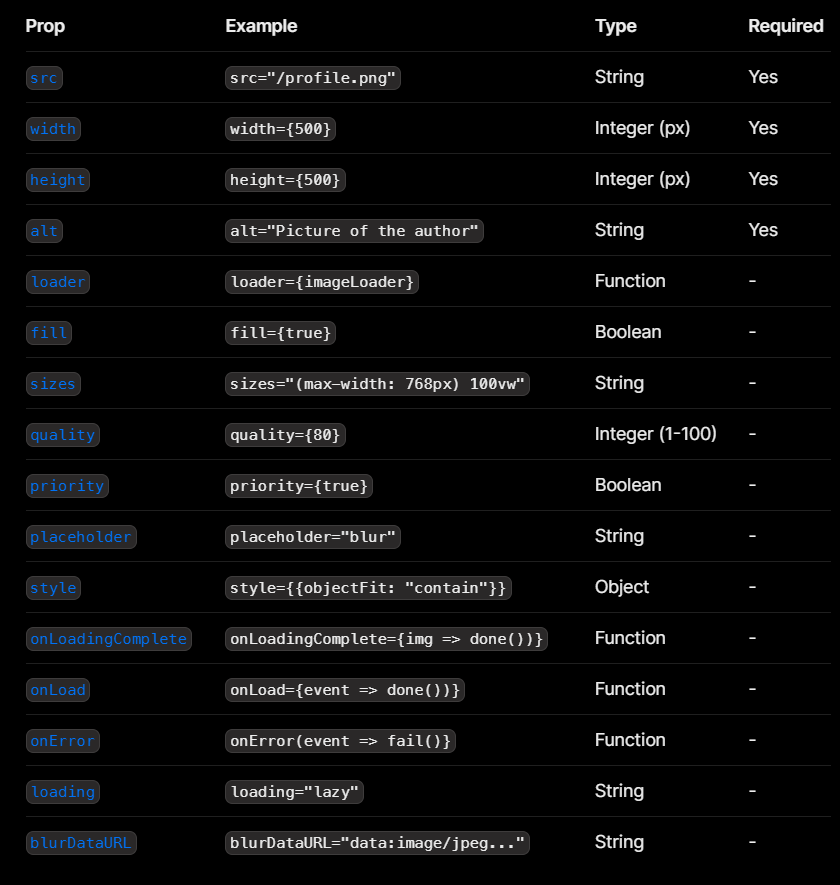 Prop Example Type Required
src src="/profile.png" String Yes
width width={500} Integer (px) Yes
height height={500} Integer (px) Yes
alt alt="Picture of the author" String Yes
loader loader={imageLoader} Function -
fill fill={true} Boolean -
sizes sizes="(max-width: 768px) 100vw" String -
quality quality={80} Integer (1-100) -
priority priority={true} Boolean -
placeholder placeholder="blur" String -
style style={{objectFit: "contain"}} Object -
onLoadingComplete onLoadingComplete={img => done())} Function -
onLoad onLoad={event => done())} Function -
onError onError(event => fail()} Function -
loading loading="lazy" String -
blurDataURL blurDataURL="data:image/jpeg..." String -